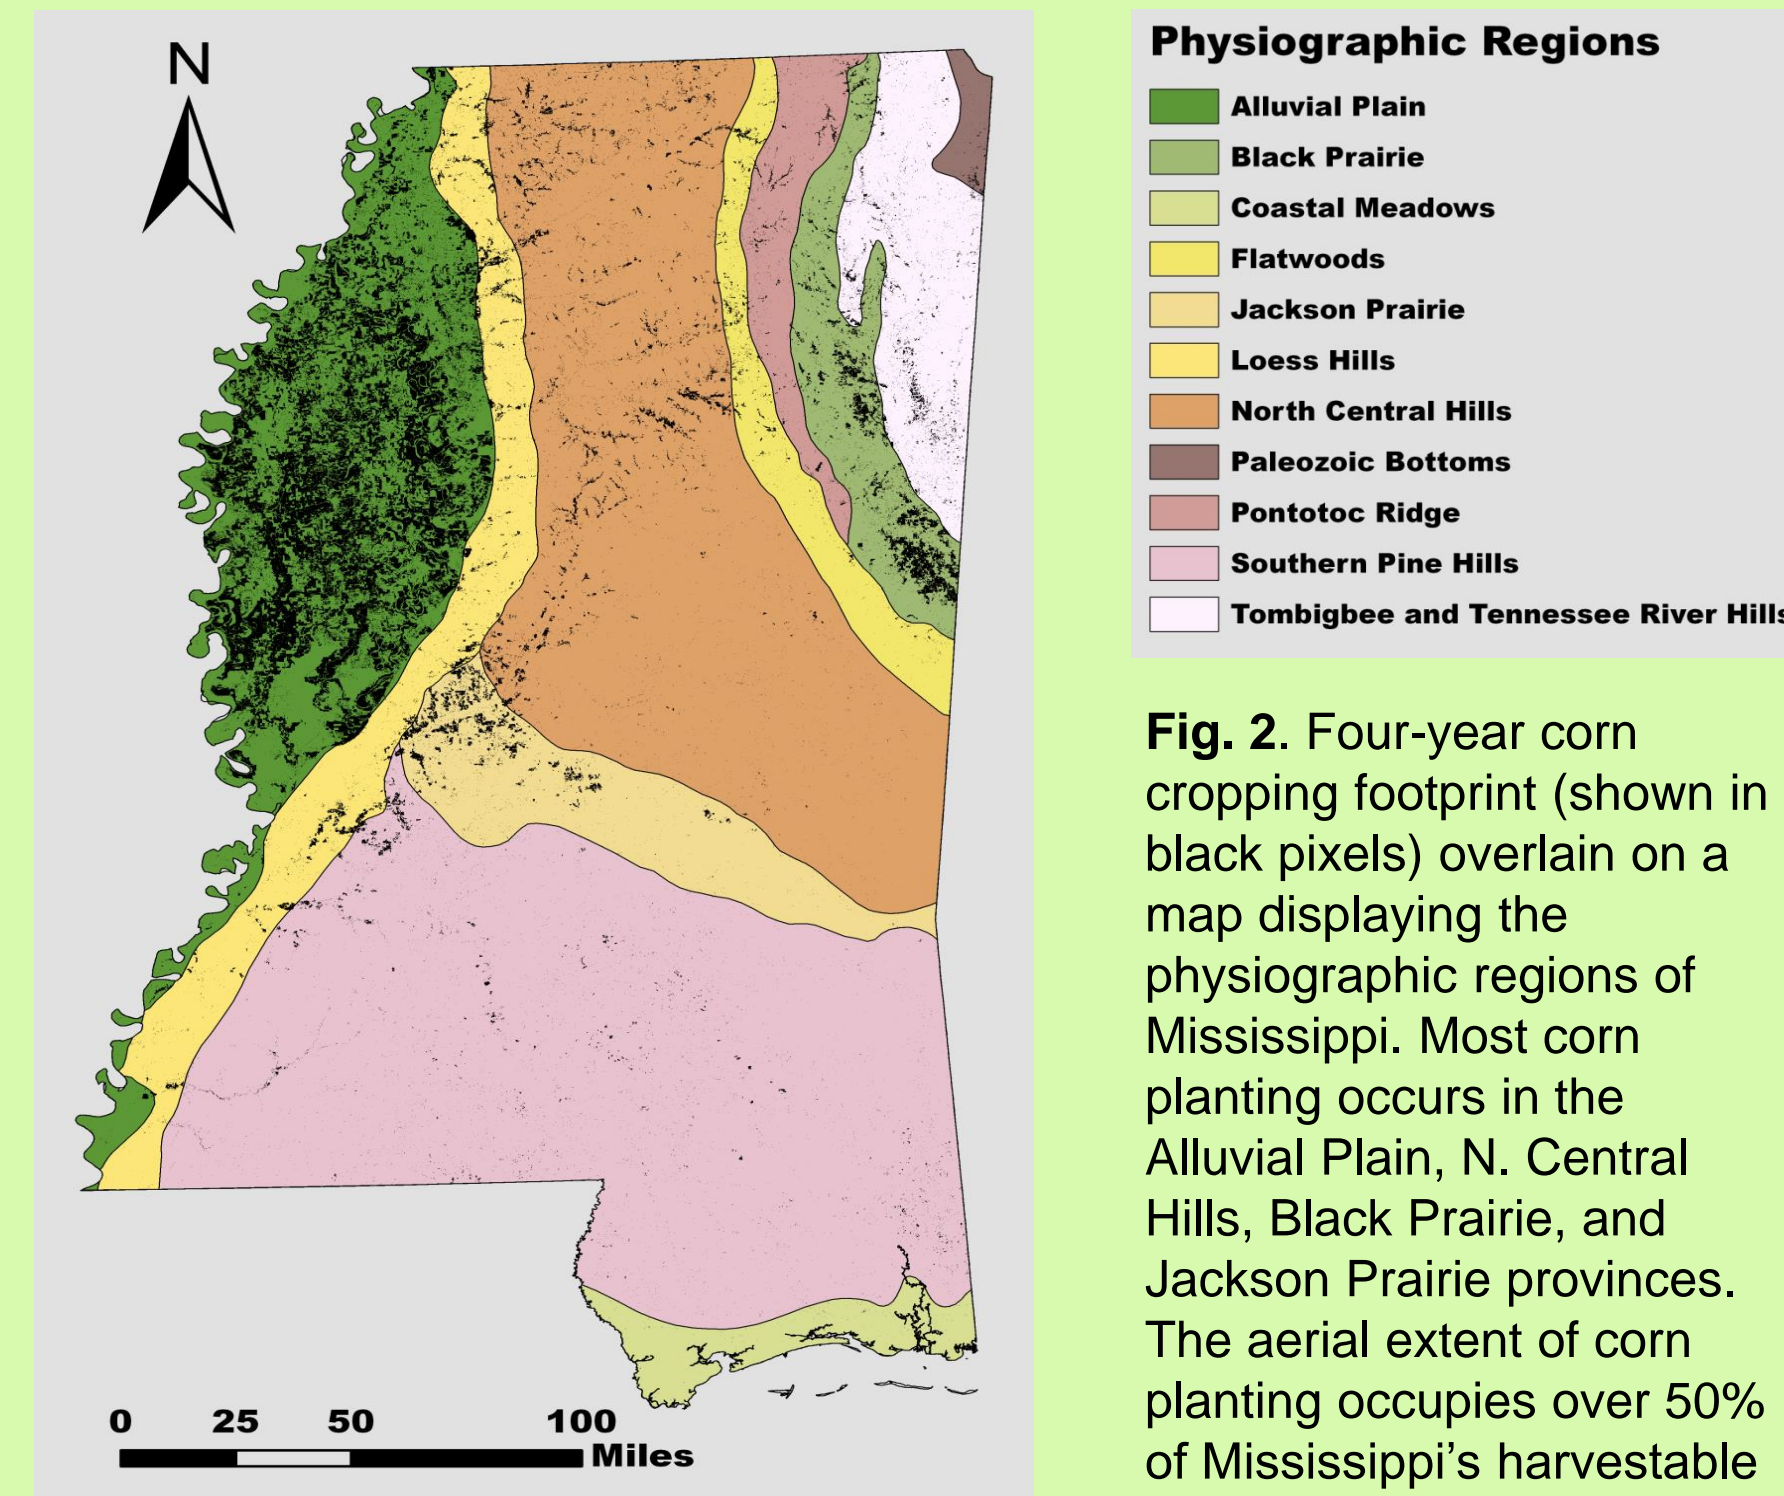 N
0 25 50 100
Miles
Physiographic Regions
Alluvial Plain
Black Prairie
Coastal Meadows
Flatwoods
Jackson Prairie
Loess Hills
North Central Hills
Paleozoic Bottoms
Pontotoc Ridge
Southern Pine Hills
Tombigbee and Tennessee River Hills
Fig. 2. Four-year corn
cropping footprint (shown in
black pixels) overlain on a
map displaying the
physiographic regions of
Mississippi. Most corn
planting occurs in the
Alluvial Plain, N. Central
Hills, Black Prairie, and
Jackson Prairie provinces.
The aerial extent of corn
planting occupies over 50%
of Mississippi’s harvestable